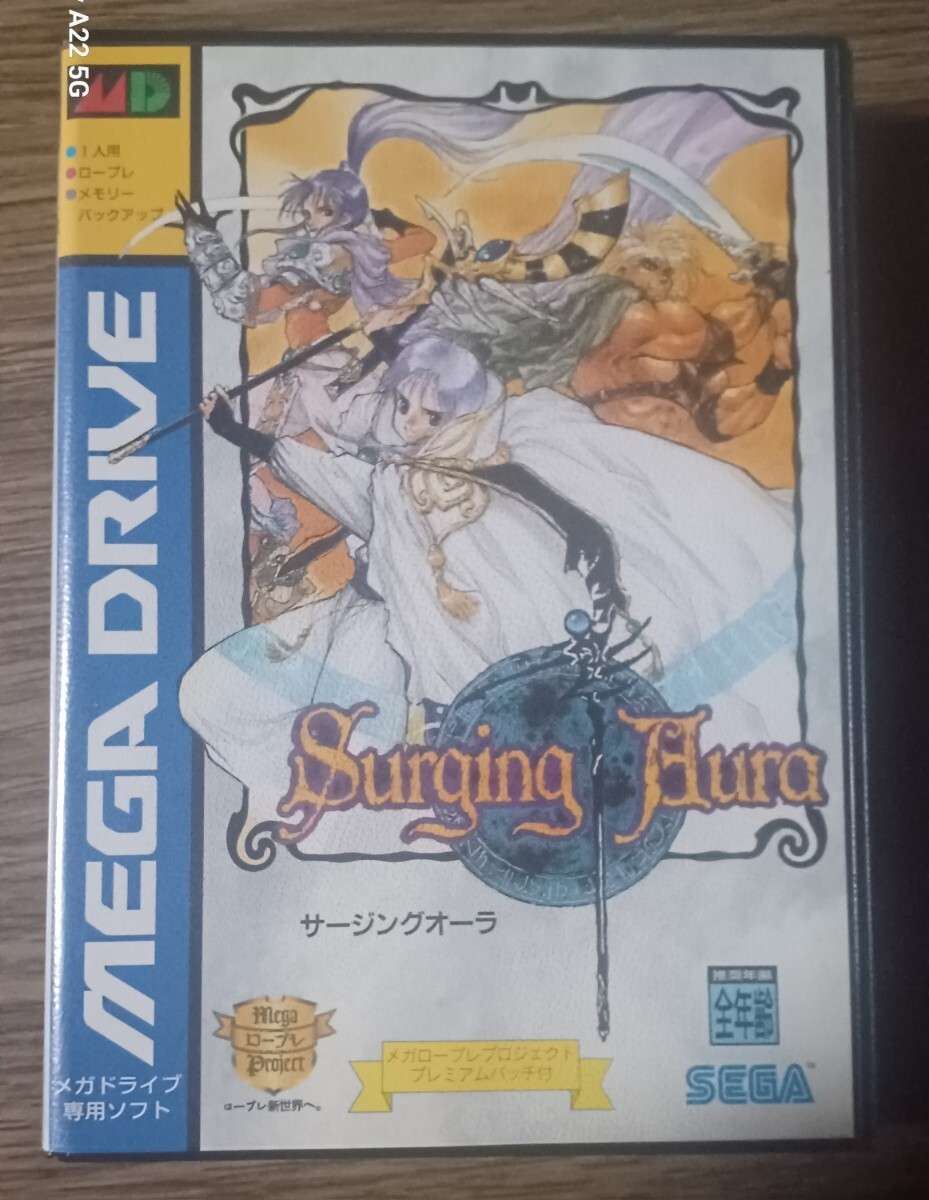 A22 5G
MD
1人用
ロープレ
メモリー
バックアップ
MEGA DRIVE
メガドライブ
専用ソフト
Surging Aura
サージングオーラ
Mega
ロープレ
Project
ロープレ新世界へ。
メガロープレプロジェクト
プレミアムバッチ付
推奨年齢
全年齢
SEGA™